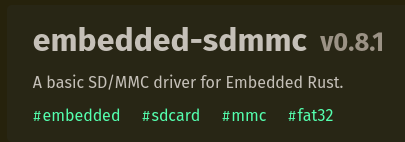 embedded-sdmmc v0.8.1
A basic SD/MMC driver for Embedded Rust.
#embedded #sdcard #mmc #fat32